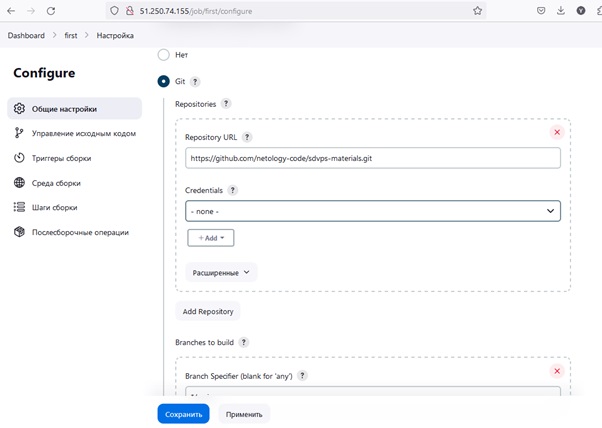 51.250.74.155/job/first/configure
Dashboard > first > Настройка
Configure
Общие настройки
Управление исходным кодом
Триггеры сборки
Среда сборки
Шаги сборки
Послесборочные операции
Нет
Git ?
Repositories ?
Repository URL ?
https://github.com/netology-code/sdvps-materials.git
Credentials ?
- none -
+ Add
Расширенные
Add Repository
Branches to build ?
Branch Specifier (blank for 'any') ?
Сохранить
Применить